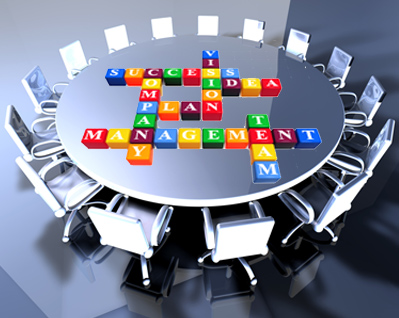 VISION
SUCCESS
IDEA
COMPANY
PLAN
MANAGEMENT
TEAM